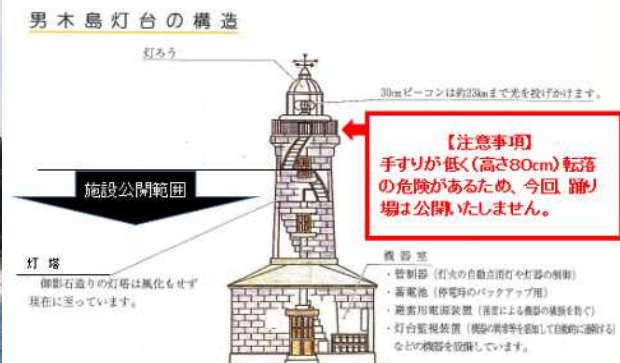 男木島灯台の構造
灯ろう
30cmビーコンは約23kmまで光を投げかけます。
【注意事項】
手すりが低く(高さ80cm)転落
の危険があるため、今回、踊り
場は公開いたしません。
施設公開範囲
灯塔
御影石造りの灯塔は風化もせず
現在に至っています。
機器室
・管制器(灯火の自動点消灯や灯器の制御)
・蓄電池(停電時のバックアップ用)
・避雷用電源装置(落雷による機器の破損を防ぐ)
・灯台監視装置(機器の異常等を感知して自動的に通報する)
などの機器を設備しています。